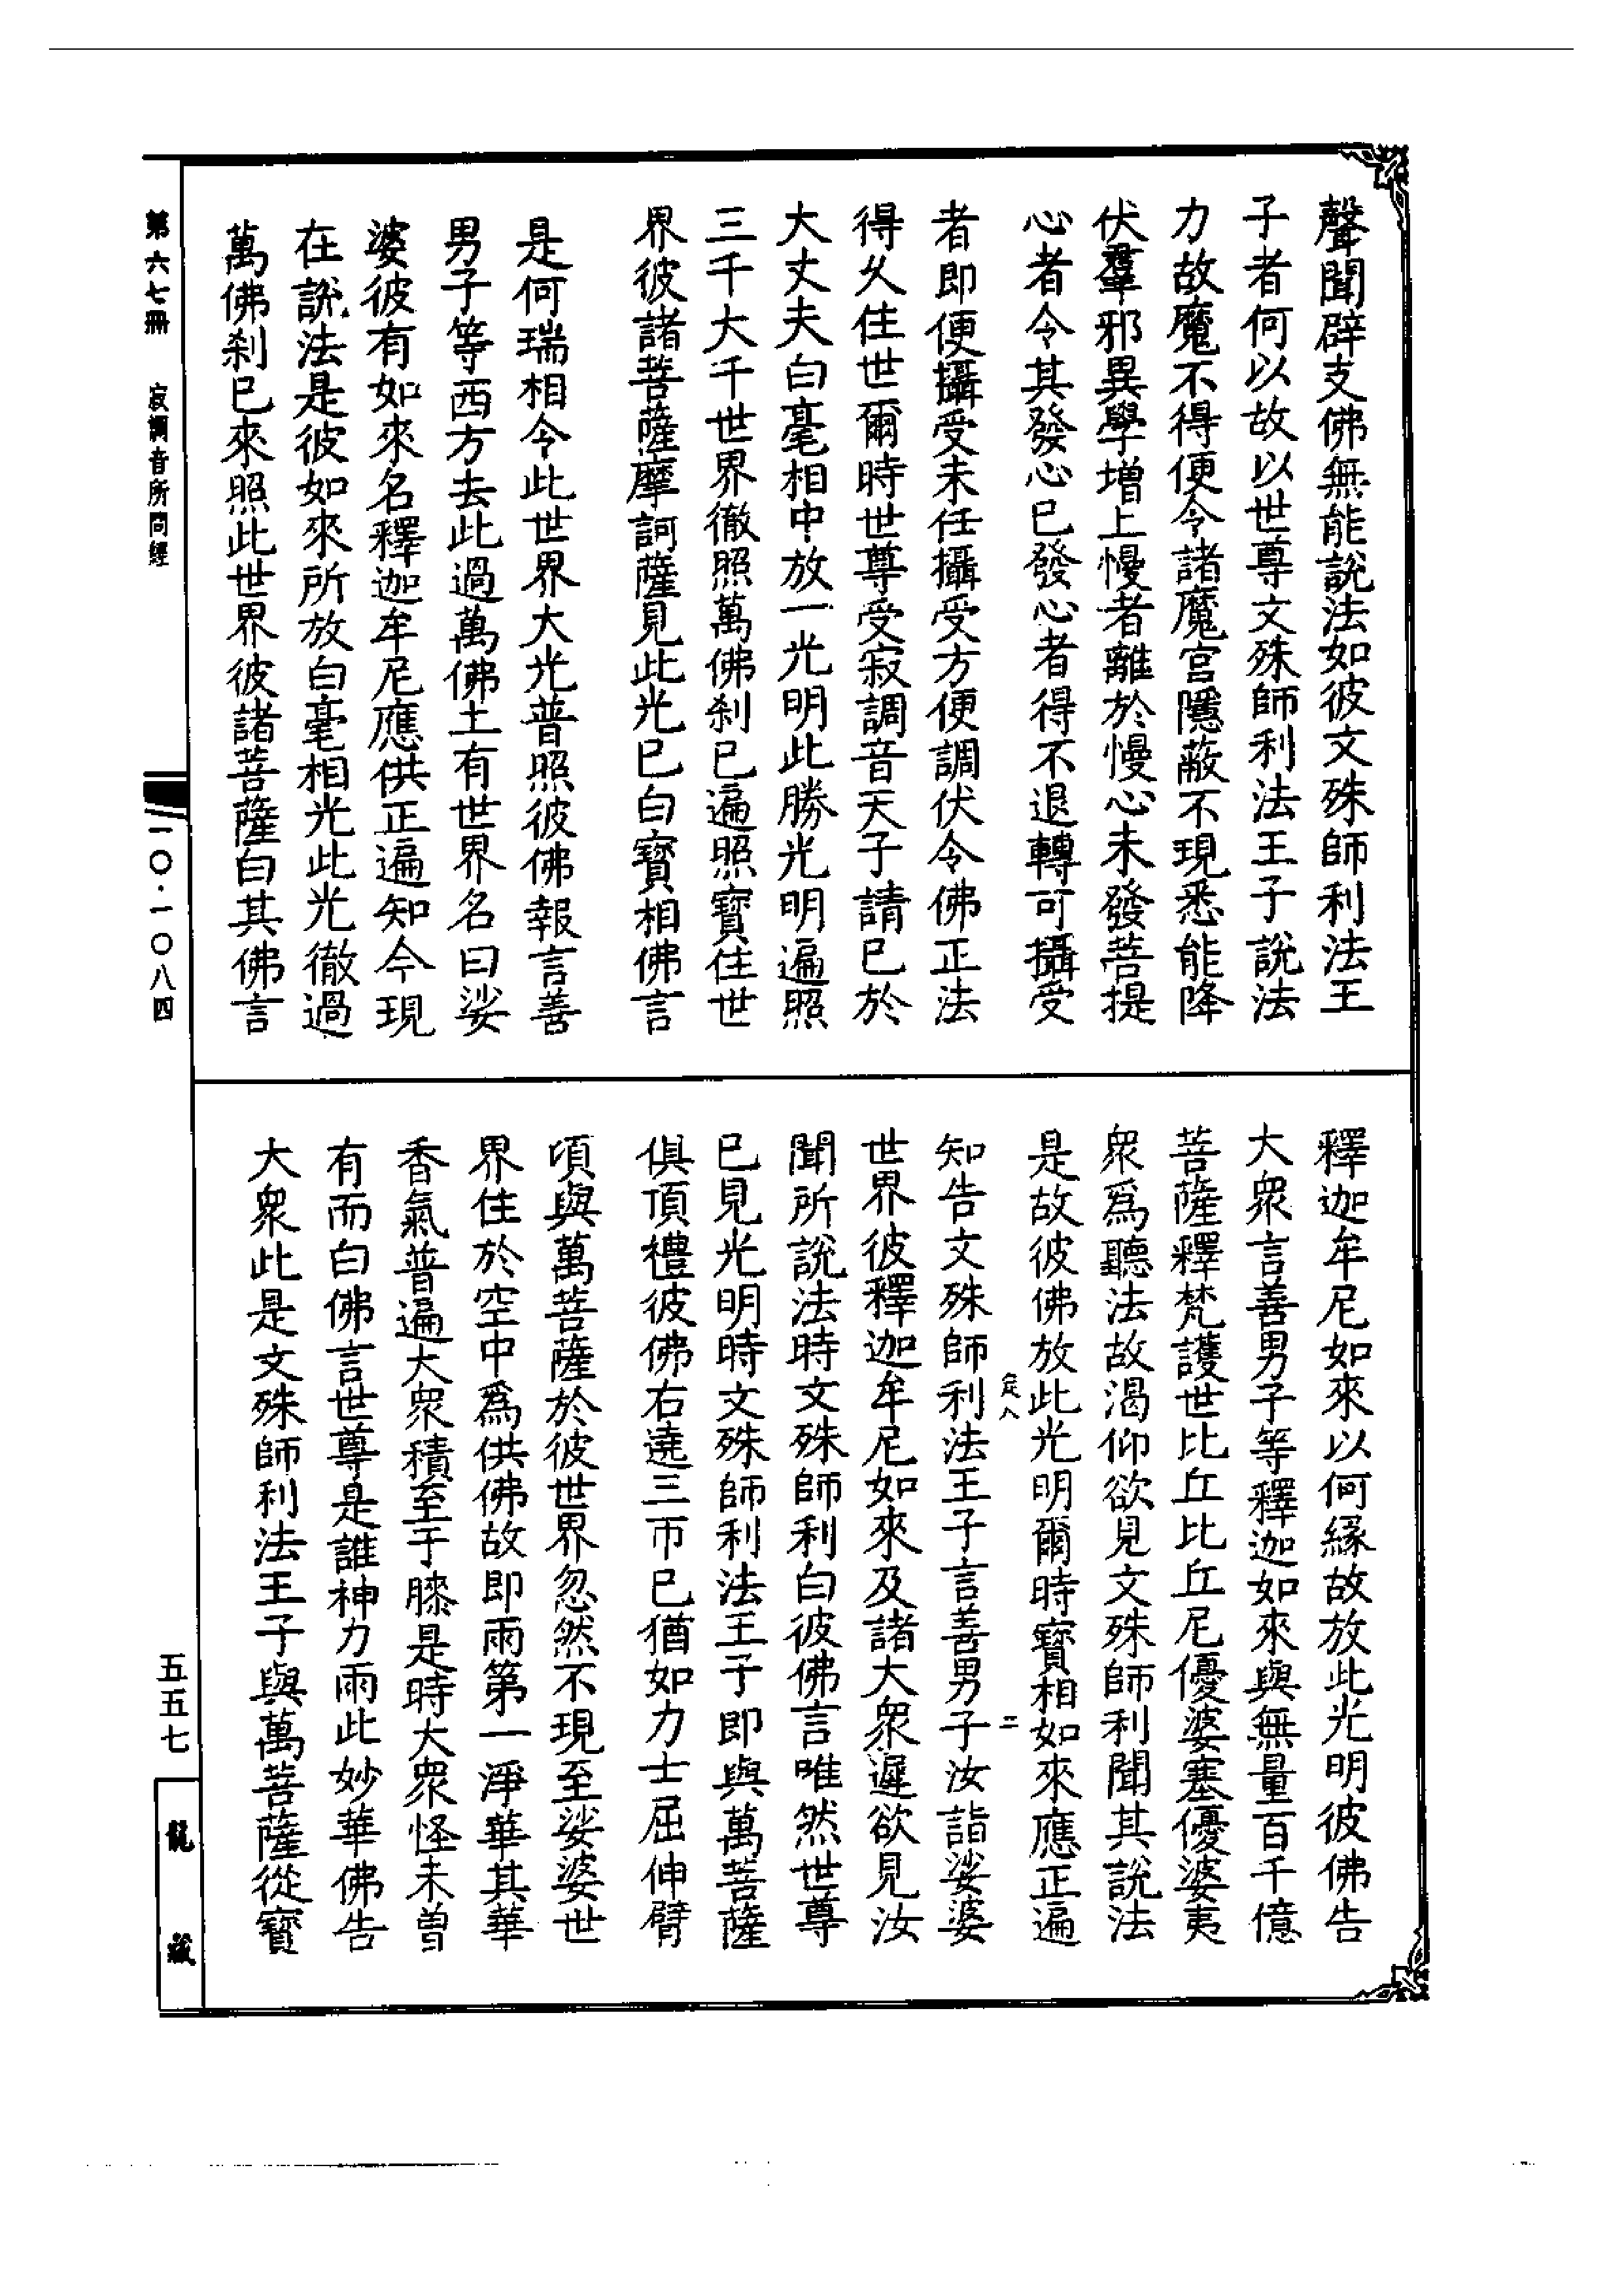 聲聞辟支佛無能說法如彼文殊師利法王
子者何以故以世尊文殊師利法王子說法
力故魔不得便令諸魔宮隱蔽不現悉能降
伏羣邪異學增上慢者離於慢心未發菩提
心者令其發心已發心者得不退轉可攝受
者即便攝受未任攝受方便調伏令佛正法
得久住世爾時世尊受寂調音天子請已於
大丈夫白毫相中放一光明此勝光明遍照
三千大千世界徹照萬佛刹已遍照寶住世
界彼諸菩薩摩訶薩見此光已白寶相佛言
是何瑞相令此世界大光普照彼佛報言善
男子等西方去此過萬佛土有世界名曰娑
婆彼有如來名釋迦牟尼應供正遍知今現
在說法是彼如來所放白毫相光此光徹過
萬佛刹已來照此世界彼諸菩薩白其佛言
釋迦牟尼如來以何緣故放此光明彼佛告
大衆言善男子等釋迦如來與無量百千億
菩薩釋梵護世比丘比丘尼優婆塞優婆夷
衆爲聽法故渴仰欲見文殊師利聞其說法
是故彼佛放此光明爾時寶相如來應正遍
知告文殊師利法王子言善男子汝詣娑婆
世界彼釋迦牟尼如來及諸大衆遲欲見汝
聞所說法時文殊師利白彼佛言唯然世尊
已見光明時文殊師利法王子即與萬菩薩
俱頂禮彼佛右遶三帀已猶如力士屈伸臂
頃與萬菩薩於彼世界忽然不現至娑婆世
界住於空中爲供佛故即雨第一淨華其華
香氣普遍大衆積至于膝是時大衆怪未曾
有而白佛言世尊是誰神力雨此妙華佛告
大衆此是文殊師利法王子與萬菩薩從寶
第六七冊 寂調音所問經
一〇·一〇八四
五五七
龍藏
二